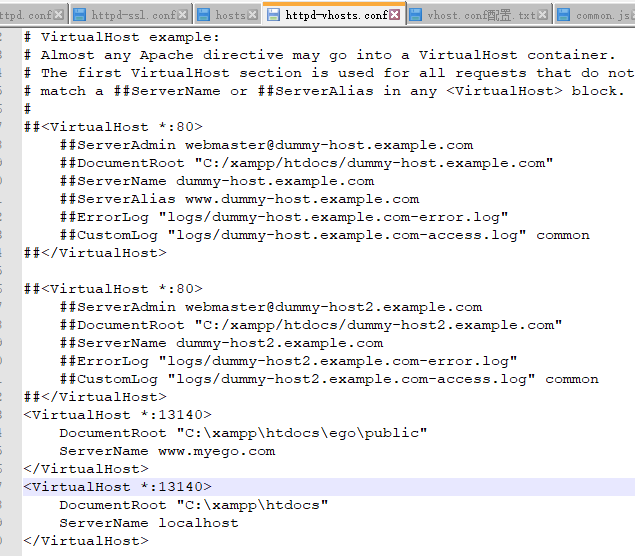 ttpd.conf httpd-ssl.conf hosts httpd-vhosts.conf vhost.conf配置.txt common.js
# VirtualHost example:
# Almost any Apache directive may go into a VirtualHost container.
# The first VirtualHost section is used for all requests that do not
# match a ##ServerName or ##ServerAlias in any <VirtualHost> block.
#
##<VirtualHost *:80>
##ServerAdmin webmaster@dummy-host.example.com
##DocumentRoot "C:/xampp/htdocs/dummy-host.example.com"
##ServerName dummy-host.example.com
##ServerAlias www.dummy-host.example.com
##ErrorLog "logs/dummy-host.example.com-error.log"
##CustomLog "logs/dummy-host.example.com-access.log" common
##</VirtualHost>
##<VirtualHost *:80>
##ServerAdmin webmaster@dummy-host2.example.com
##DocumentRoot "C:/xampp/htdocs/dummy-host2.example.com"
##ServerName dummy-host2.example.com
##ErrorLog "logs/dummy-host2.example.com-error.log"
##CustomLog "logs/dummy-host2.example.com-access.log" common
##</VirtualHost>
<VirtualHost *:13140>
DocumentRoot "C:\xampp\htdocs\ego\public"
ServerName www.myego.com
</VirtualHost>
<VirtualHost *:13140>
DocumentRoot "C:\xampp\htdocs"
ServerName localhost
</VirtualHost>